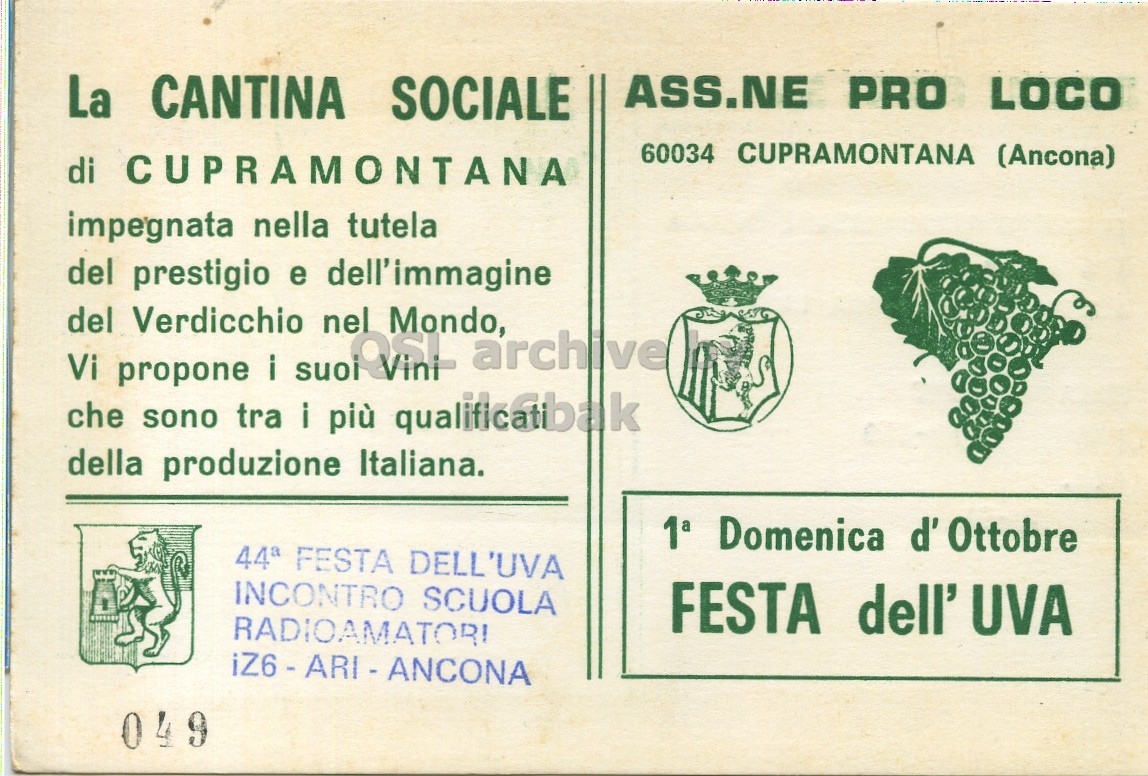 La CANTINA SOCIALE
di CUPRAMONTANA
impegnata nella tutela
del prestigio e dell'immagine
del Verdicchio nel Mondo,
Vi propone i suoi Vini
che sono tra i più qualificati
della produzione Italiana.
44ª FESTA DELL'UVA
INCONTRO SCUOLA
RADIOAMATORI
iZ6 - ARI - ANCONA
049
ASS.NE PRO LOCO
60034 CUPRAMONTANA (Ancona)
1ª Domenica d'Ottobre
FESTA dell'UVA
QSL archive by
ik6bak